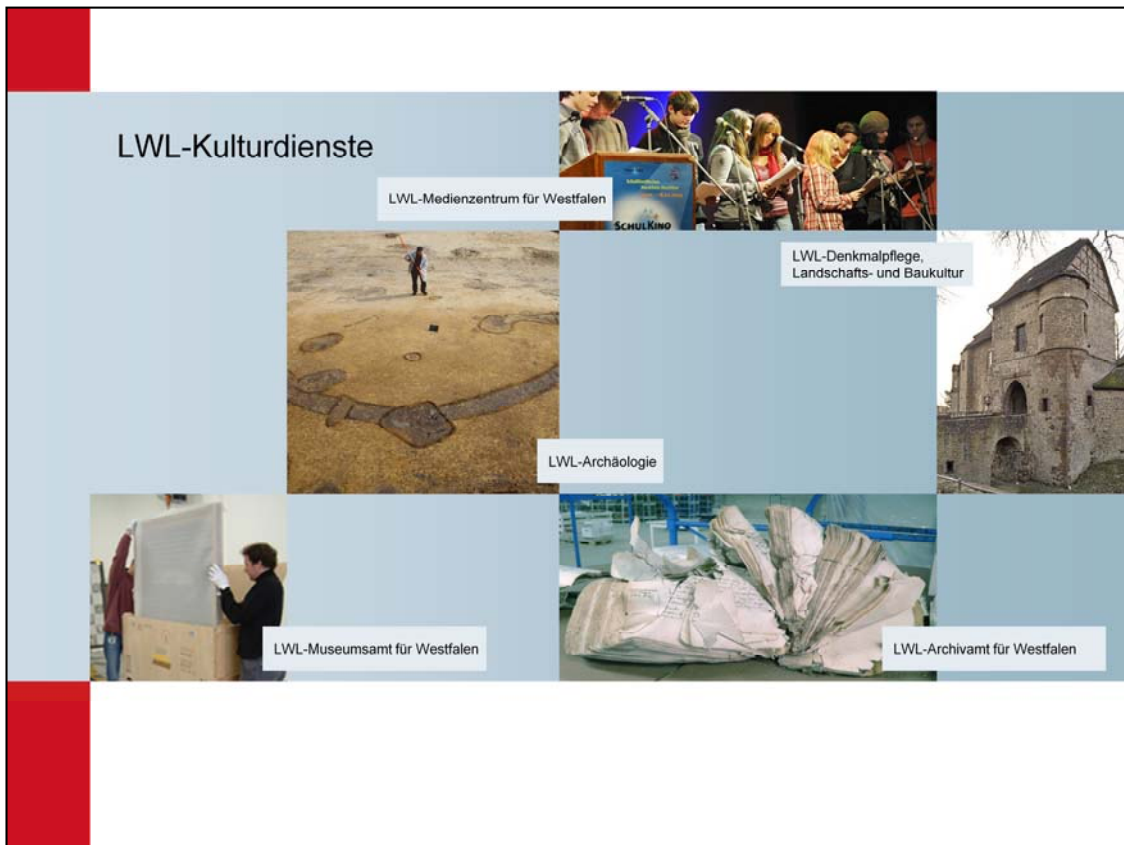 LWL-Kulturdienste
LWL-Medienzentrum für Westfalen
SCHULKINO
LWL-Denkmalpflege,
Landschafts- und Baukultur
LWL-Archäologie
LWL-Museumsamt für Westfalen
LWL-Archivamt für Westfalen